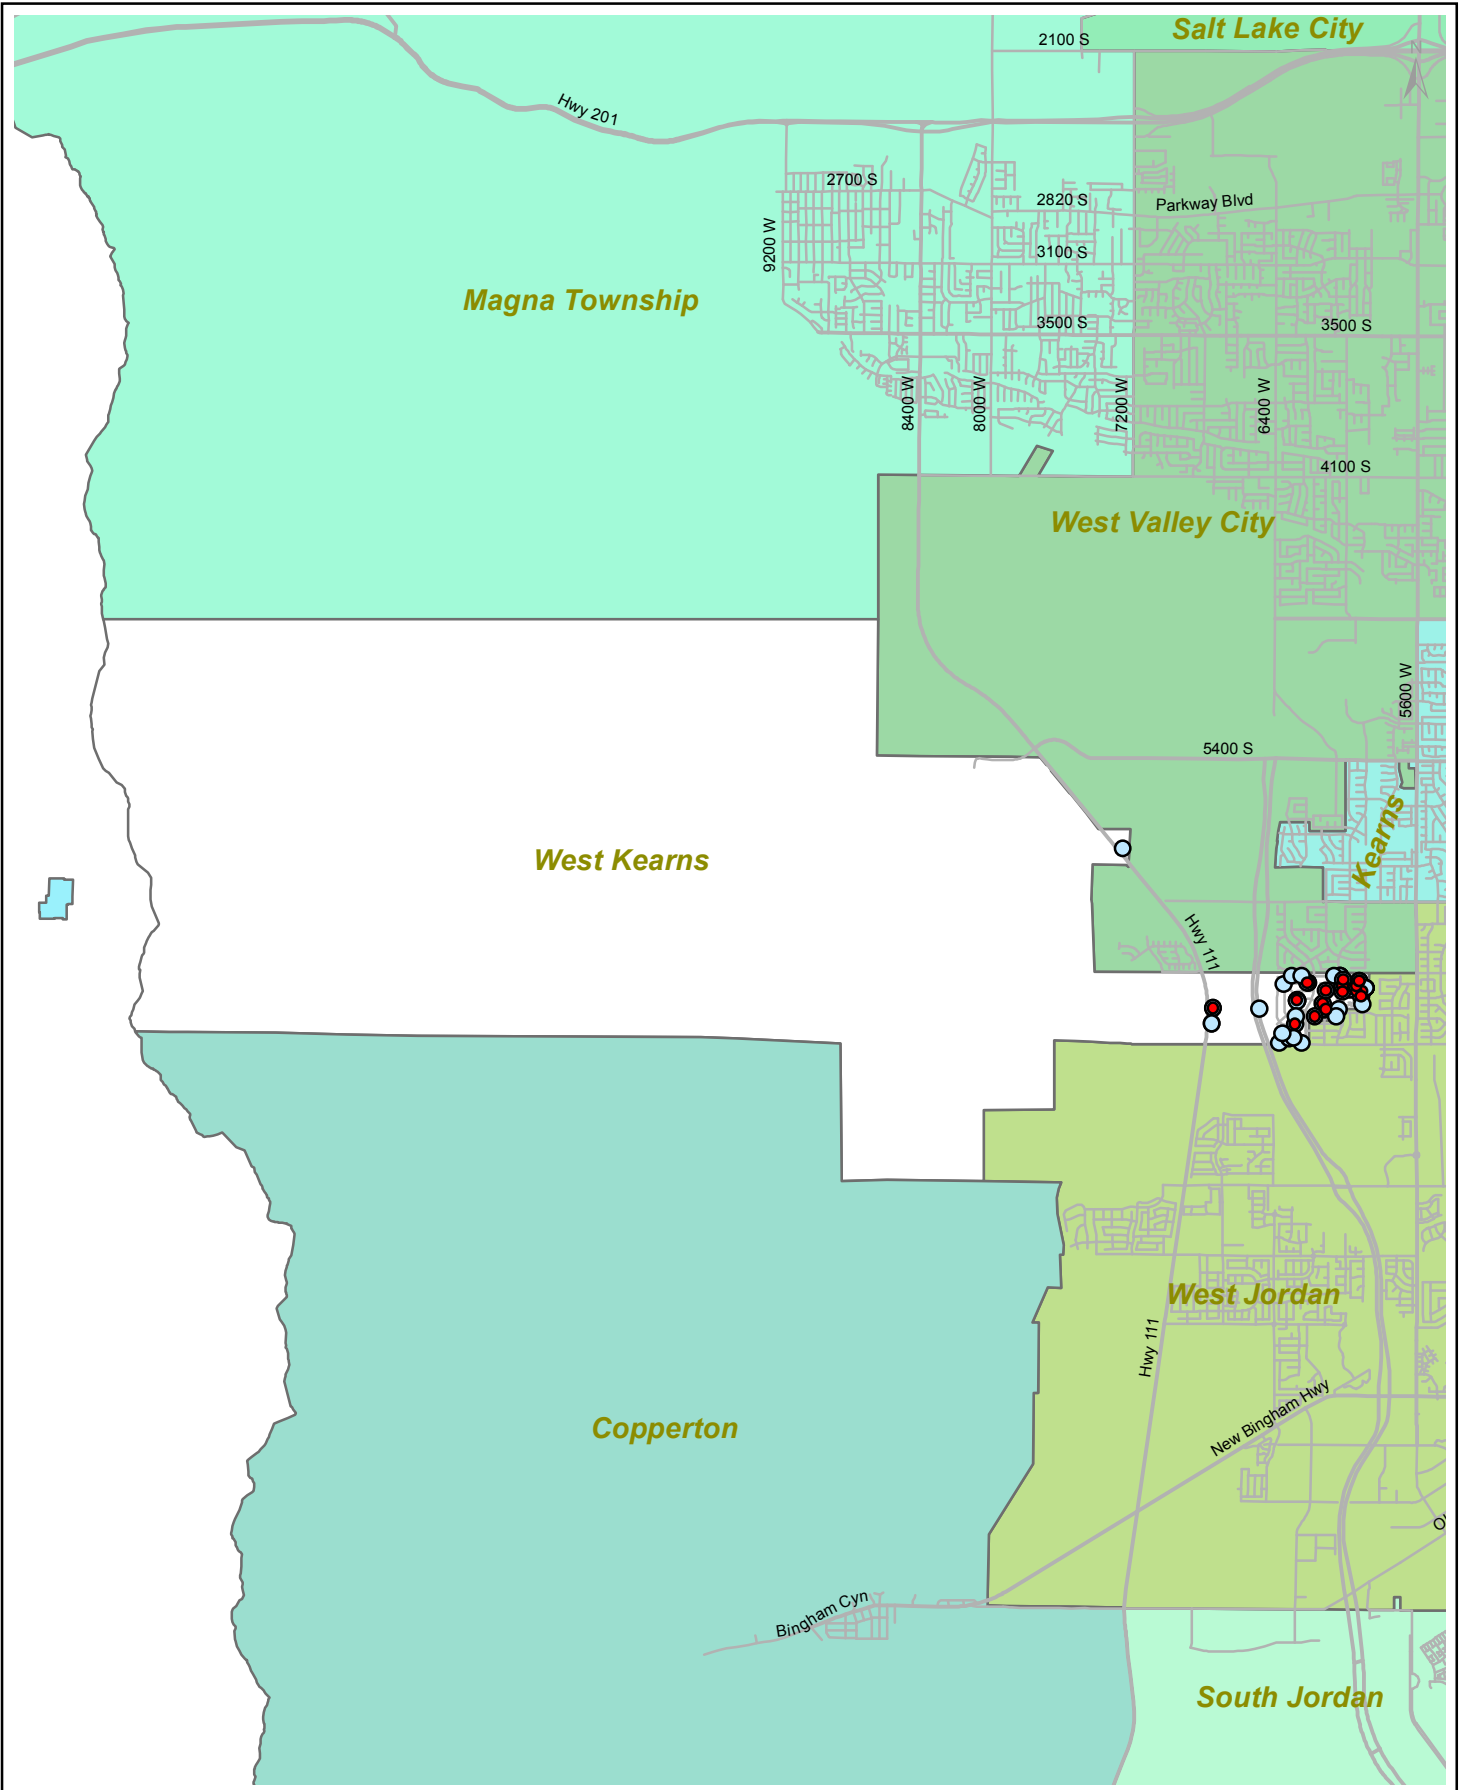 Salt Lake City
2100 S
N
Hwy 201
2700 S
2820 S
Parkway Blvd
9200 W
3100 S
Magna Township
3500 S
3500 S
8400 W
8000 W
7200 W
6400 W
4100 S
West Valley City
5600 W
5400 S
Kearns
West Kearns
Hwy 111
West Jordan
Hwy 111
New Bingham Hwy
Copperton
Bingham Cyn
South Jordan